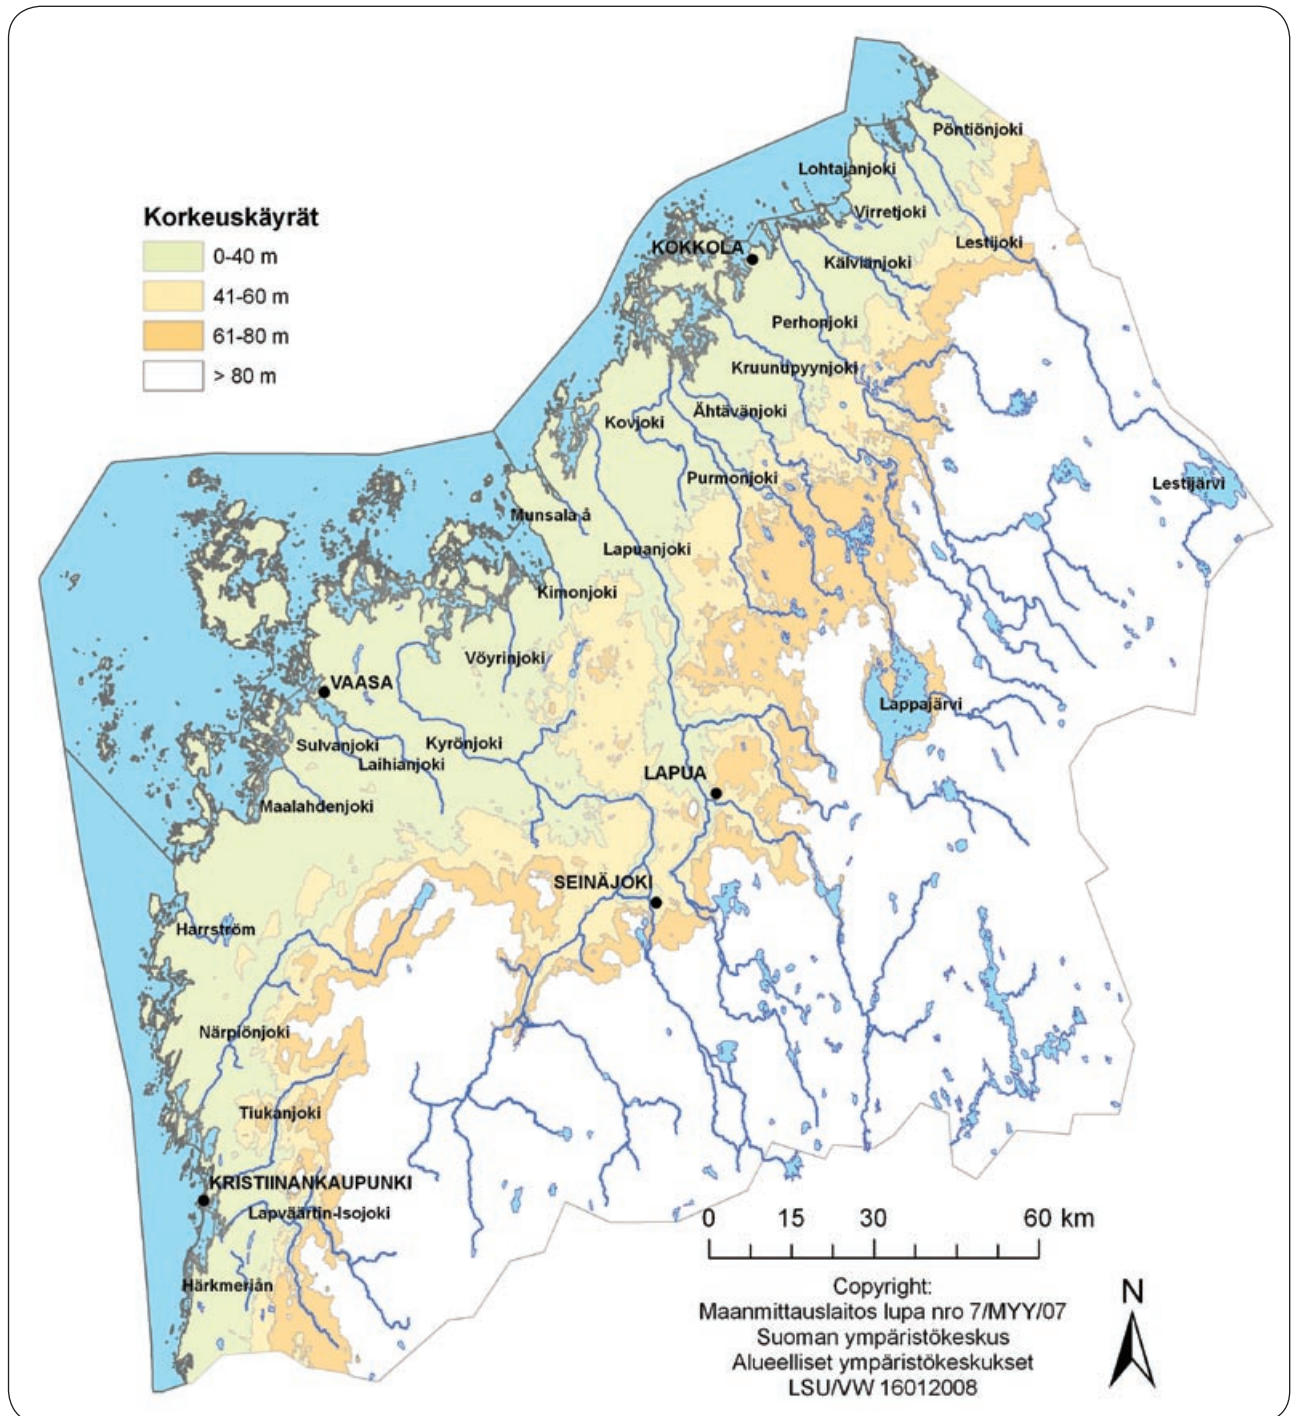 Korkeuskäyrät
0-40 m
41-60 m
61-80 m
> 80 m
Pöntiönjoki
Lohtajanjoki
Virretjoki
KOKKOLA
Lestijoki
Kälviänjoki
Perhonjoki
Kruunupyynjoki
Ähtävänjoki
Kovjoki
Purmonjoki
Lestijärvi
Munsala å
Lapuanjoki
Kimonjoki
Vöyrinjoki
VAASA
Lappajärvi
Sulvanjoki
Kyrönjoki
Laihianjoki
LAPUA
Maalahdenjoki
SEINÄJOKI
Harrström
Närpiönjoki
Tiukanjoki
KRISTIINANKAUPUNKI
Lapväärtin-Isojoki
Härkmeriån
0 15 30 60 km
N
Copyright:
Maanmittauslaitos lupa nro 7/MYY/07
Suoman ympäristökeskus
Alueelliset ympäristökeskukset
LSU/VW 16012008